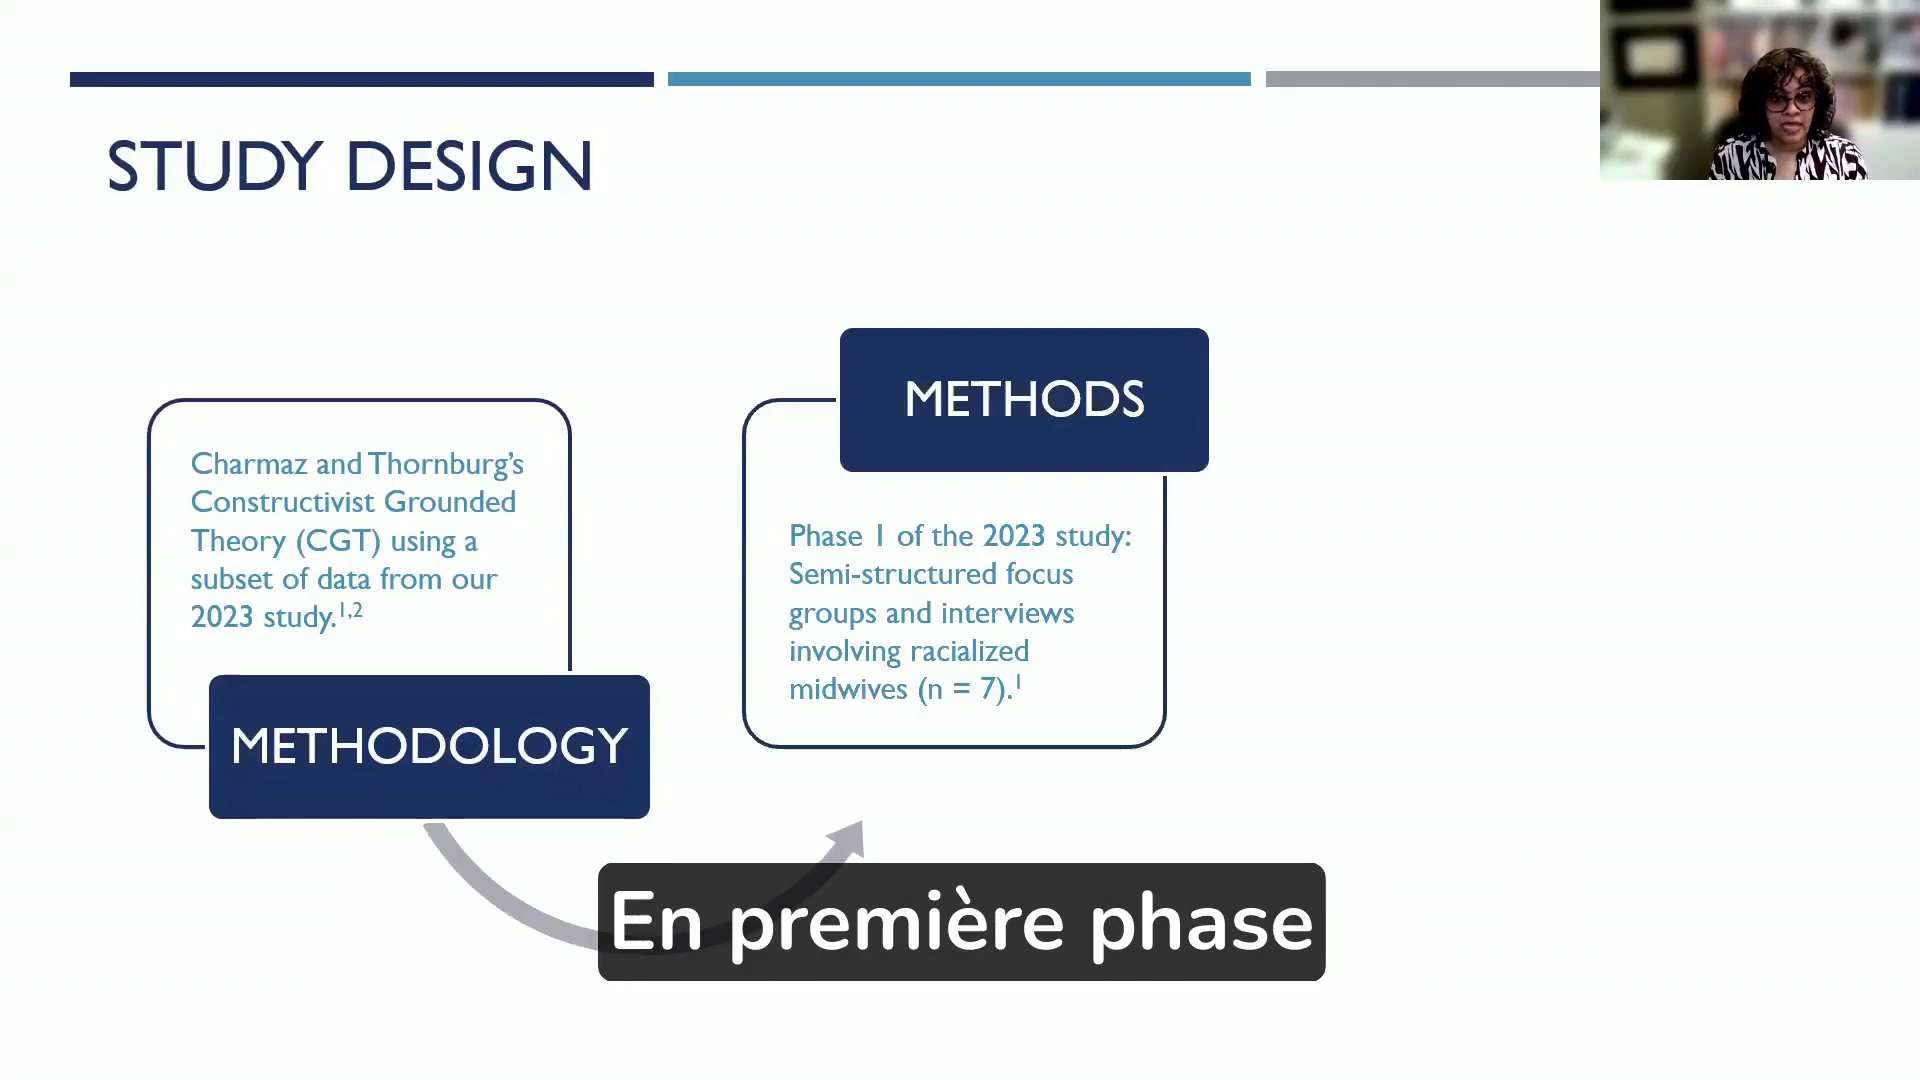 STUDY DESIGN
Charmaz and Thornburg's
Constructivist Grounded
Theory (CGT) using a
subset of data from our
2023 study.1,2
METHODOLOGY
METHODS
Phase 1 of the 2023 study:
Semi-structured focus
groups and interviews
involving racialized
midwives (n = 7).1
En première phase